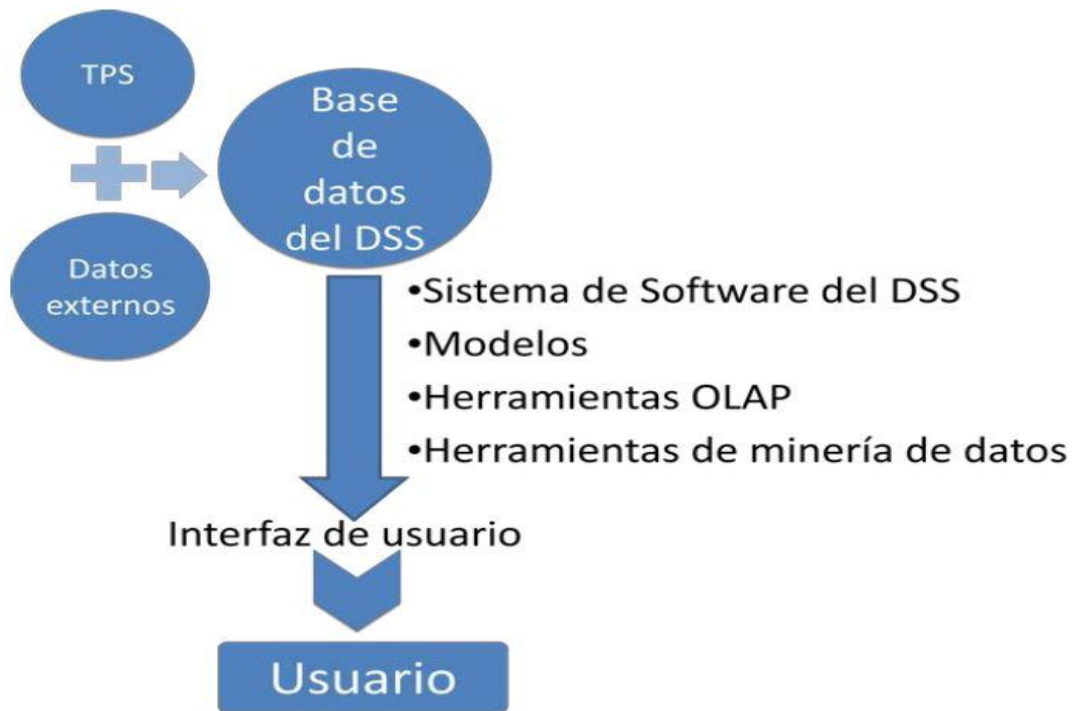 TPS
Datos
externos
Base
de
datos
del DSS
•Sistema de Software del DSS
•Modelos
•Herramientas OLAP
•Herramientas de minería de datos
Interfaz de usuario
Usuario